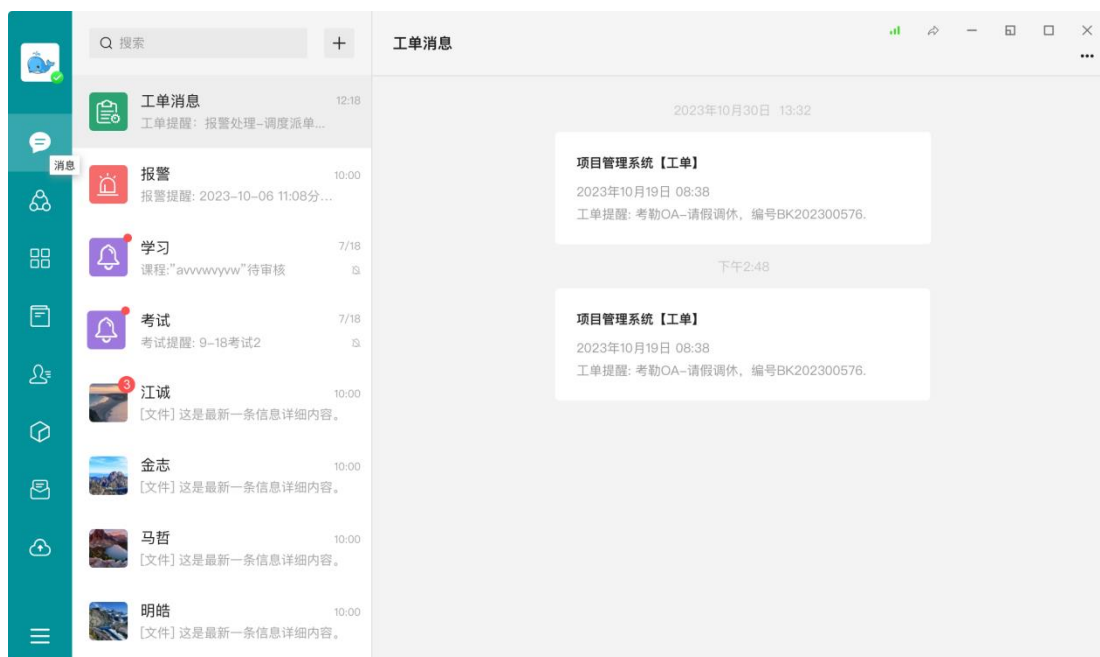 搜索
工单消息
工单消息
12:18
工单提醒：报警处理-调度派单...
消息
报警
10:00
报警提醒: 2023-10-06 11:08分...
学习
7/18
课程:"avvwwvyvw"待审核
考试
7/18
考试提醒: 9-18考试2
3
江诚
10:00
[文件] 这是最新一条信息详细内容。
金志
10:00
[文件] 这是最新一条信息详细内容。
马哲
10:00
[文件] 这是最新一条信息详细内容。
明皓
10:00
[文件] 这是最新一条信息详细内容。
2023年10月30日 13:32
项目管理系统【工单】
2023年10月19日 08:38
工单提醒: 考勤OA-请假调休，编号BK202300576.
下午2:48
项目管理系统【工单】
2023年10月19日 08:38
工单提醒: 考勤OA-请假调休，编号BK202300576.